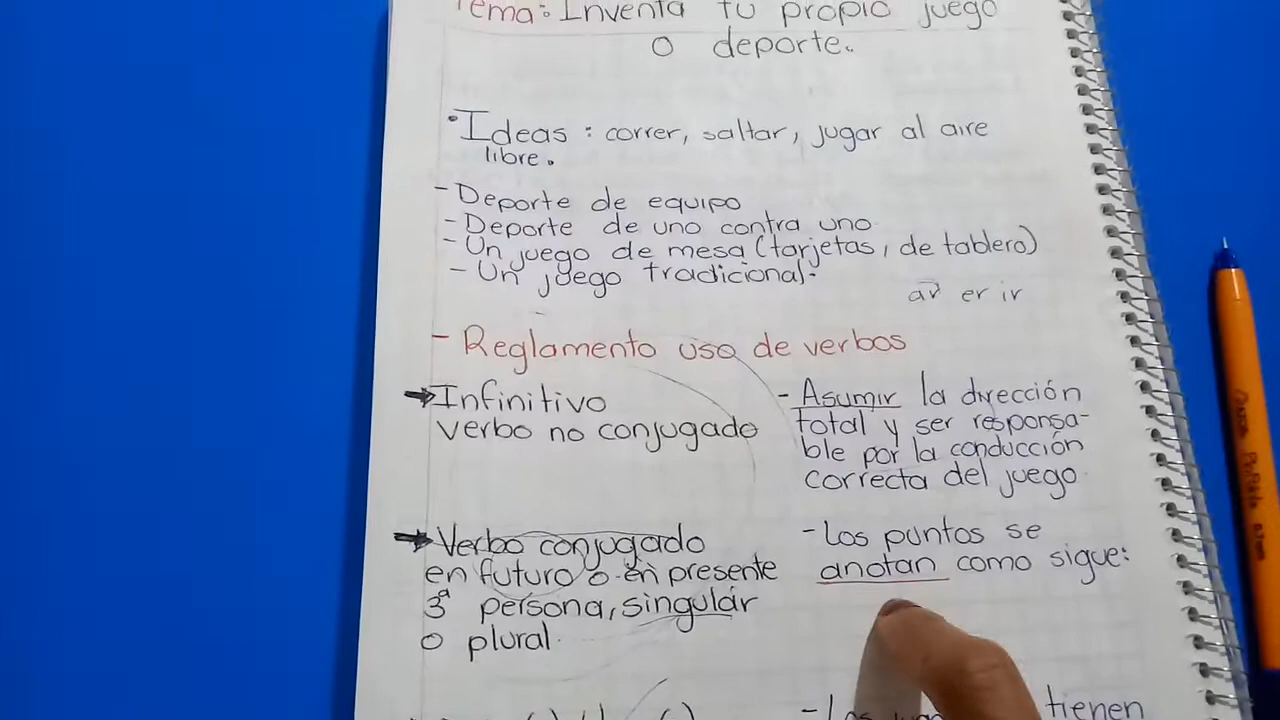 Tema: Inventa tu propio juego
o deporte.
•Ideas: correr, saltar, jugar al aire
libre.
- Deporte de equipo
- Deporte de uno contra uno
- Un juego de mesa (tarjetas, de tablero)
- Un juego tradicional.
ar er ir
- Reglamento uso de verbos
→ Infinitivo
verbo no conjugado
- Asumir la dirección
total y ser responsa-
ble por la conducción
correcta del juego.
→ Verbo conjugado
en futuro o en presente
3ª persona, singular
o plural.
- Los puntos se
anotan como sigue:
- Los tienen